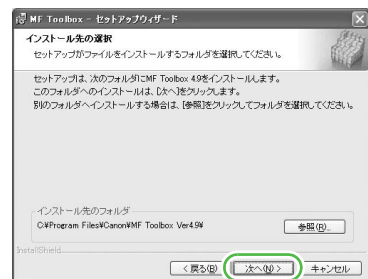 MF Toolbox - セットアップウィザード
インストール先の選択
セットアップがファイルをインストールするフォルダを選択してください。
セットアップは、次のフォルダにMF Toolbox 4.9をインストールします。
このフォルダへのインストールは、[次へ]をクリックします。
別のフォルダへインストールする場合は、[参照]をクリックしてフォルダを選択してください。
インストール先のフォルダ
C:¥Program Files¥Canon¥MF Toolbox Ver4.9¥
参照(R)...
InstallShield
< 戻る(B)
次へ(N) >
キャンセル